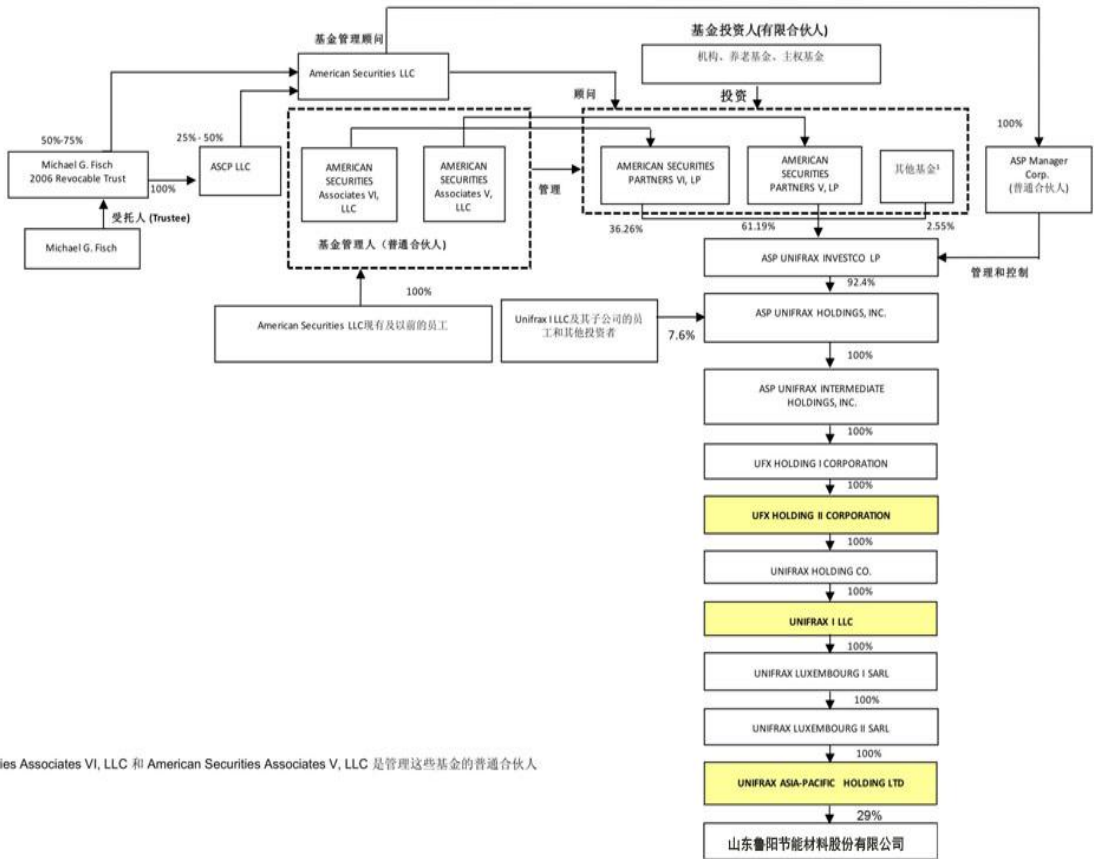 基金投资人(有限合伙人)
机构、养老基金、主权基金
基金管理顾问
American Securities LLC
顾问
投资
50%-75%
25% - 50%
100%
Michael G. Fisch
2006 Revocable Trust
100%
ASCP LLC
受托人 (Trustee)
Michael G. Fisch
AMERICAN
SECURITIES
Associates VI,
LLC
AMERICAN
SECURITIES
Associates V,
LLC
基金管理人（普通合伙人）
管理
AMERICAN SECURITIES
PARTNERS VI, LP
AMERICAN
SECURITIES
PARTNERS V, LP
其他基金¹
ASP Manager
Corp.
(普通合伙人)
36.26%
61.19%
2.55%
ASP UNIFRAX INVESTCO LP
管理和控制
100%
92.4%
American Securities LLC现有及以前的员工
Unifrax I LLC及其子公司的员
工和其他投资者
7.6%
ASP UNIFRAX HOLDINGS, INC.
100%
ASP UNIFRAX INTERMEDIATE
HOLDINGS, INC.
100%
UFX HOLDING I CORPORATION
100%
UFX HOLDING II CORPORATION
100%
UNIFRAX HOLDING CO.
100%
UNIFRAX I LLC
100%
UNIFRAX LUXEMBOURG I SARL
100%
UNIFRAX LUXEMBOURG II SARL
100%
ies Associates VI, LLC 和 American Securities Associates V, LLC 是管理这些基金的普通合伙人
UNIFRAX ASIA-PACIFIC HOLDING LTD
29%
山东鲁阳节能材料股份有限公司